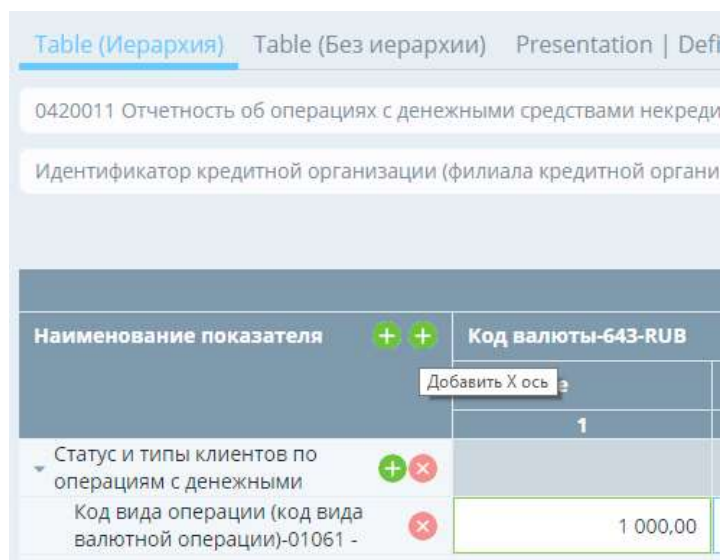 Table (Иерархия) Table (Без иерархии) Presentation | Defi
0420011 Отчетность об операциях с денежными средствами некреди
Идентификатор кредитной организации (филиала кредитной органи
Наименование показателя Код валюты-643-RUB
Добавить X ось
1
Статус и типы клиентов по
операциям с денежными
Код вида операции (код вида
валютной операции)-01061 -
1 000,00